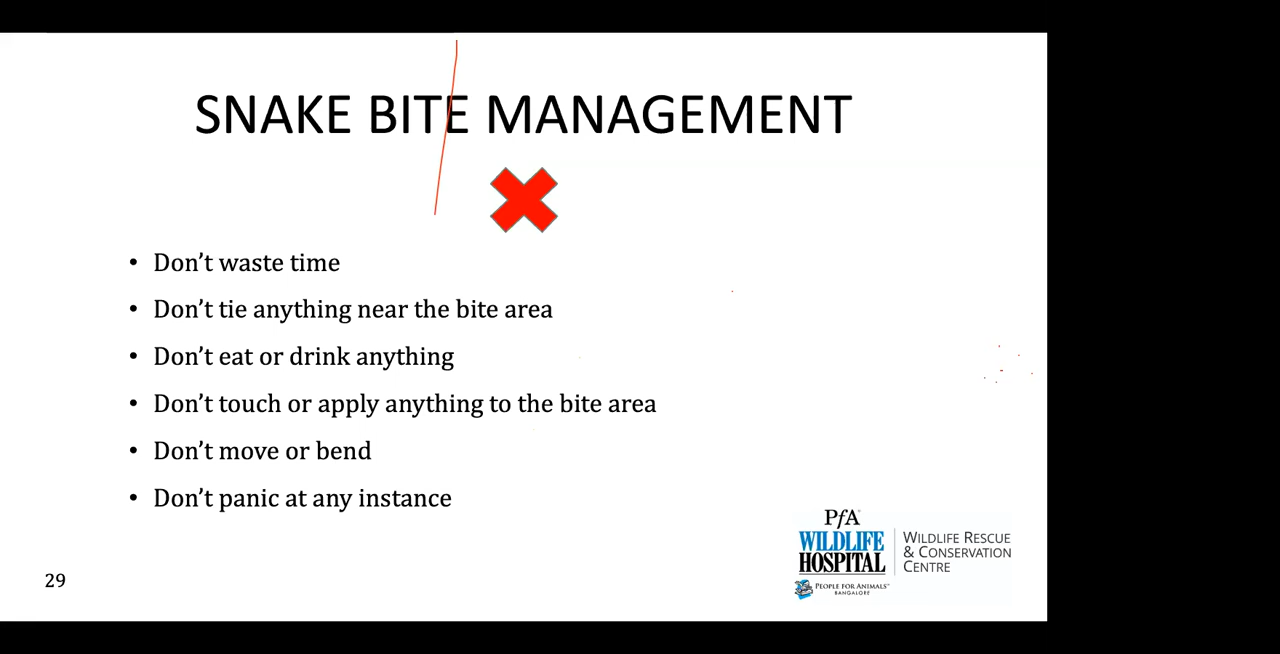 SNAKE BITE MANAGEMENT
• Don’t waste time
• Don’t tie anything near the bite area
• Don’t eat or drink anything
• Don’t touch or apply anything to the bite area
• Don’t move or bend
• Don’t panic at any instance
PfA
WILDLIFE
HOSPITAL
PEOPLE FOR ANIMALS
BANGALORE
WILDLIFE RESCUE
& CONSERVATION
CENTRE
29